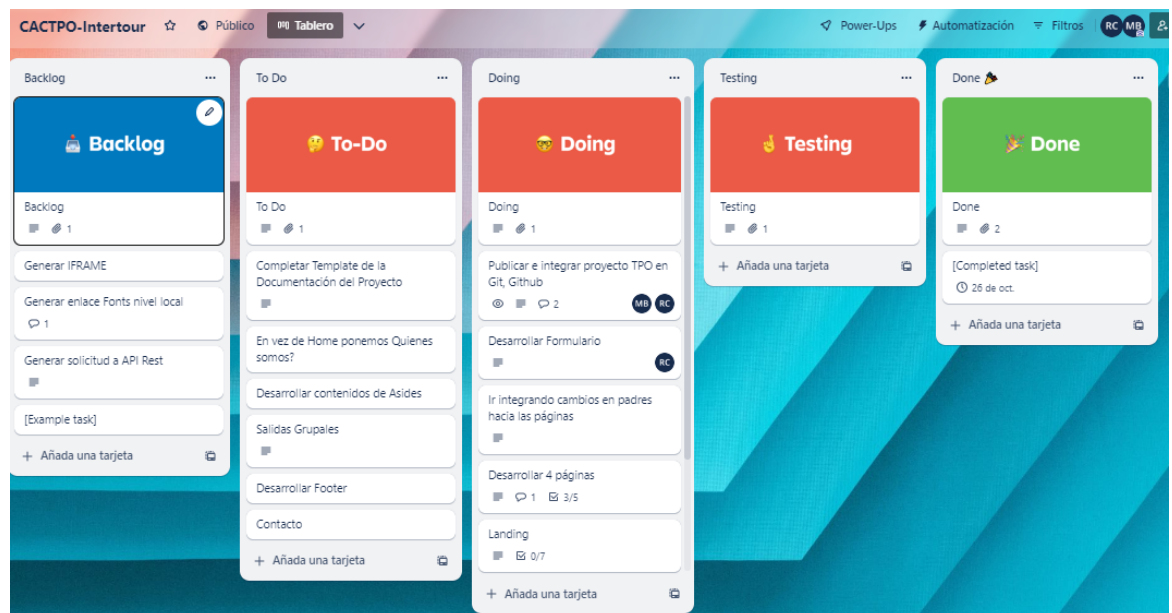 CACTPO-Intertour
Público
Tablero
Power-Ups
Automatización
Filtros
RC
MB
Backlog
Backlog
Backlog
1
Generar IFRAME
Generar enlace Fonts nivel local
1
Generar solicitud a API Rest
[Example task]
+ Añada una tarjeta
To Do
To-Do
To Do
1
Completar Template de la
Documentación del Proyecto
En vez de Home ponemos Quienes
somos?
Desarrollar contenidos de Asides
Salidas Grupales
Desarrollar Footer
Contacto
+ Añada una tarjeta
Doing
Doing
Doing
1
Publicar e integrar proyecto TPO en
Git, Github
2
MB
RC
Desarrollar Formulario
RC
Ir integrando cambios en padres
hacia las páginas
Desarrollar 4 páginas
1 3/5
Landing
0/7
+ Añada una tarjeta
Testing
Testing
Testing
1
+ Añada una tarjeta
Done
Done
Done
2
[Completed task]
26 de oct.
+ Añada una tarjeta